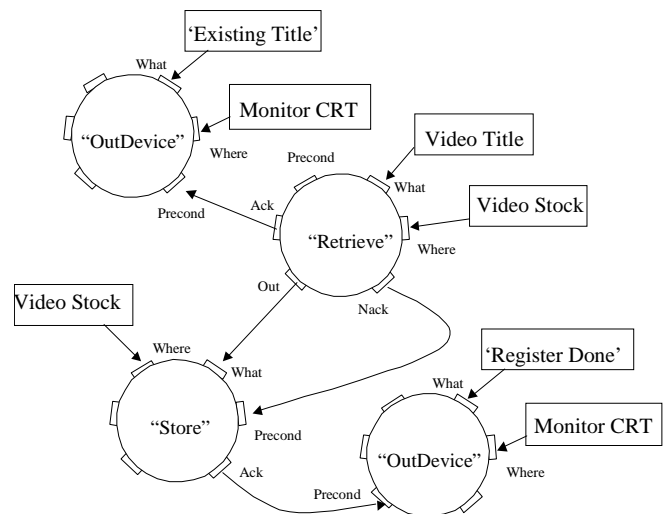 ‘Existing Title’
What
Monitor CRT
“OutDevice”
Where
Precond
Video Title
Precond
What
Ack
Video Stock
“Retrieve”
Where
Out
Nack
Video Stock
Where
What
‘Register Done’
What
“Store”
Precond
Monitor CRT
“OutDevice”
Where
Ack
Precond